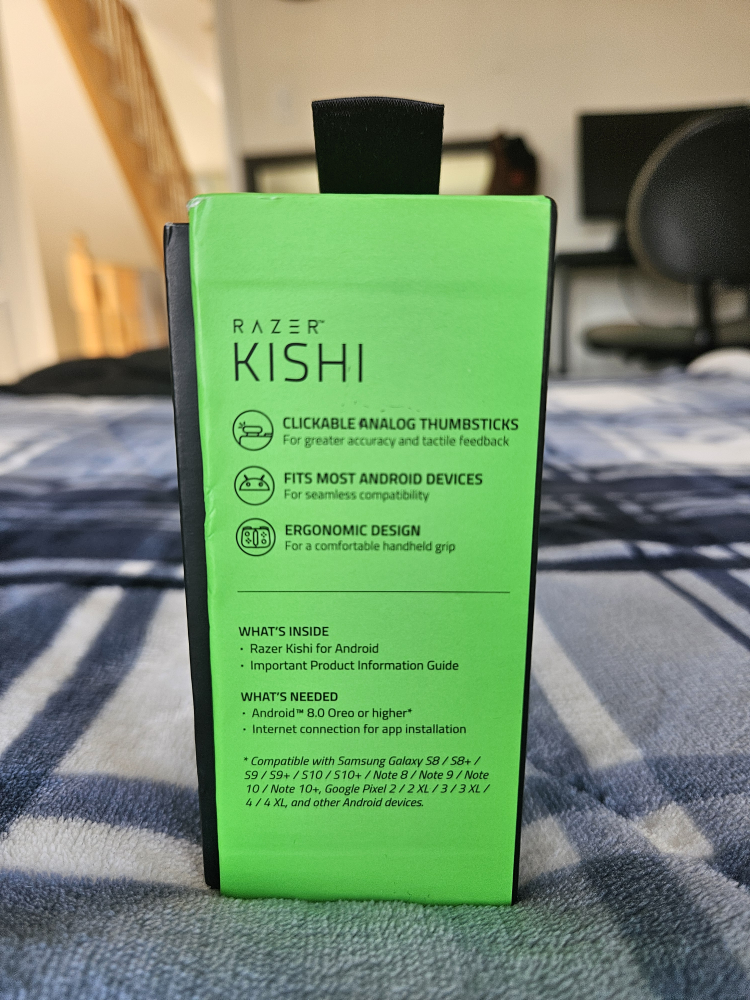 RAZER™
KISHI
CLICKABLE ANALOG THUMBSTICKS
For greater accuracy and tactile feedback
FITS MOST ANDROID DEVICES
For seamless compatibility
ERGONOMIC DESIGN
For a comfortable handheld grip
WHAT'S INSIDE
· Razer Kishi for Android
· Important Product Information Guide
WHAT'S NEEDED
· Android™ 8.0 Oreo or higher*
· Internet connection for app installation
* Compatible with Samsung Galaxy S8 / S8+ /
S9 / S9+ / S10 / S10+ / Note 8 / Note 9 / Note
10 / Note 10+, Google Pixel 2 / 2 XL / 3 / 3 XL /
4 / 4 XL, and other Android devices.